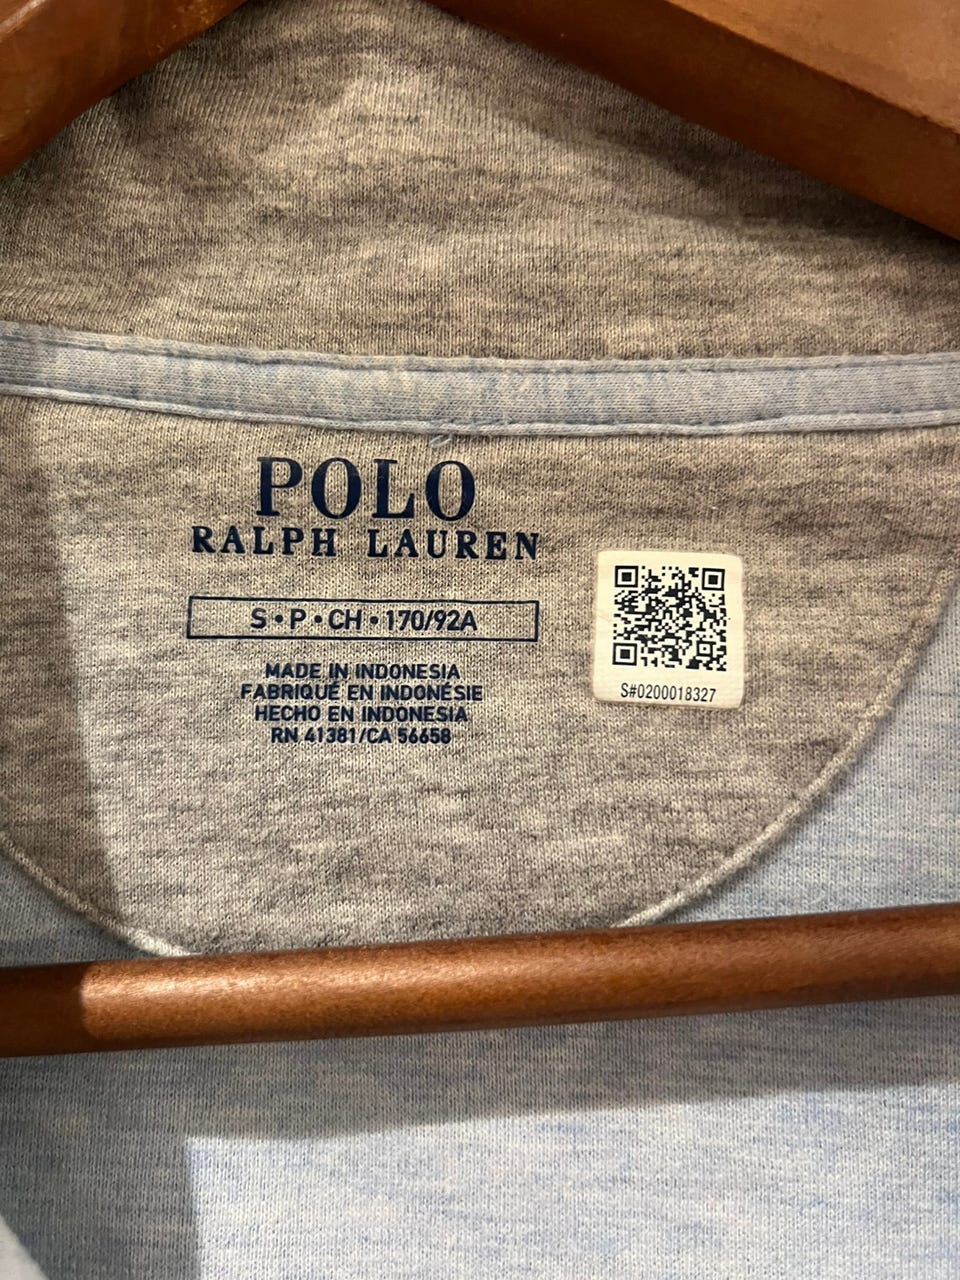 POLO
RALPH LAUREN
S • P • CH • 170/92A
MADE IN INDONESIA
FABRIQUÉ EN INDONÉSIE
HECHO EN INDONESIA
RN 41381/CA 56658
S#0200018327